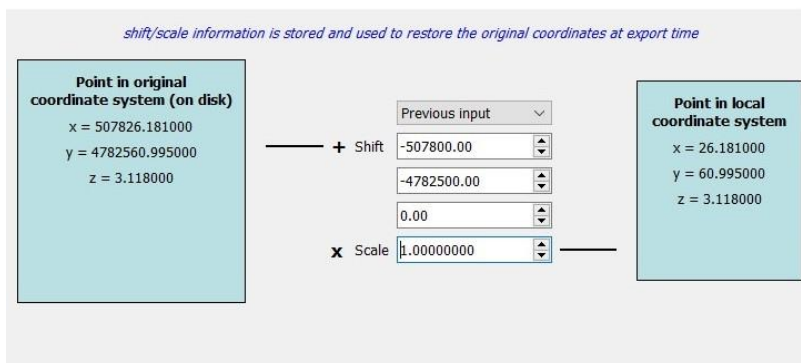 shift/scale information is stored and used to restore the original coordinates at export time
Point in original
coordinate system (on disk)
x = 507826.181000
y = 4782560.995000
z = 3.118000
Previous input
+ Shift -507800.00
-4782500.00
0.00
x Scale 1.00000000
Point in local
coordinate system
x = 26.181000
y = 60.995000
z = 3.118000